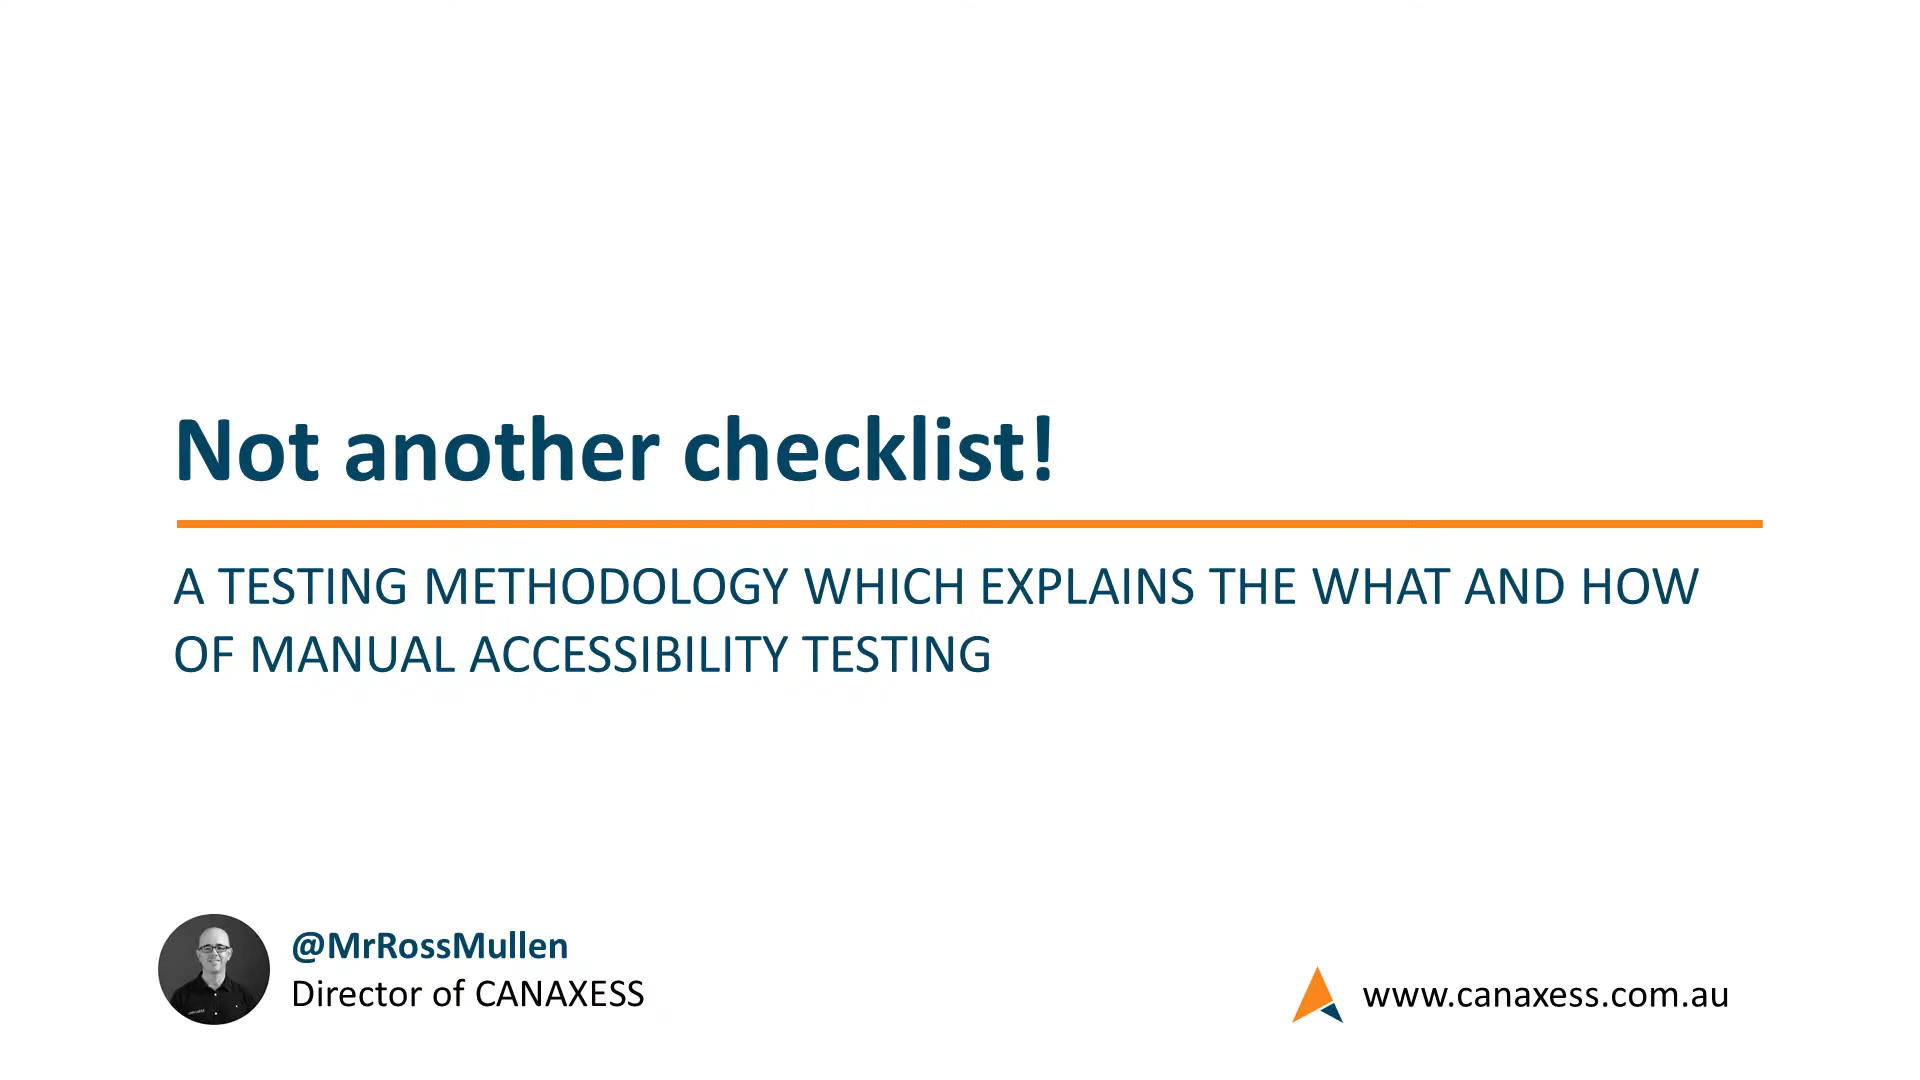 Not another checklist!
A TESTING METHODOLOGY WHICH EXPLAINS THE WHAT AND HOW
OF MANUAL ACCESSIBILITY TESTING
@MrRossMullen
Director of CANAXESS
www.canaxess.com.au